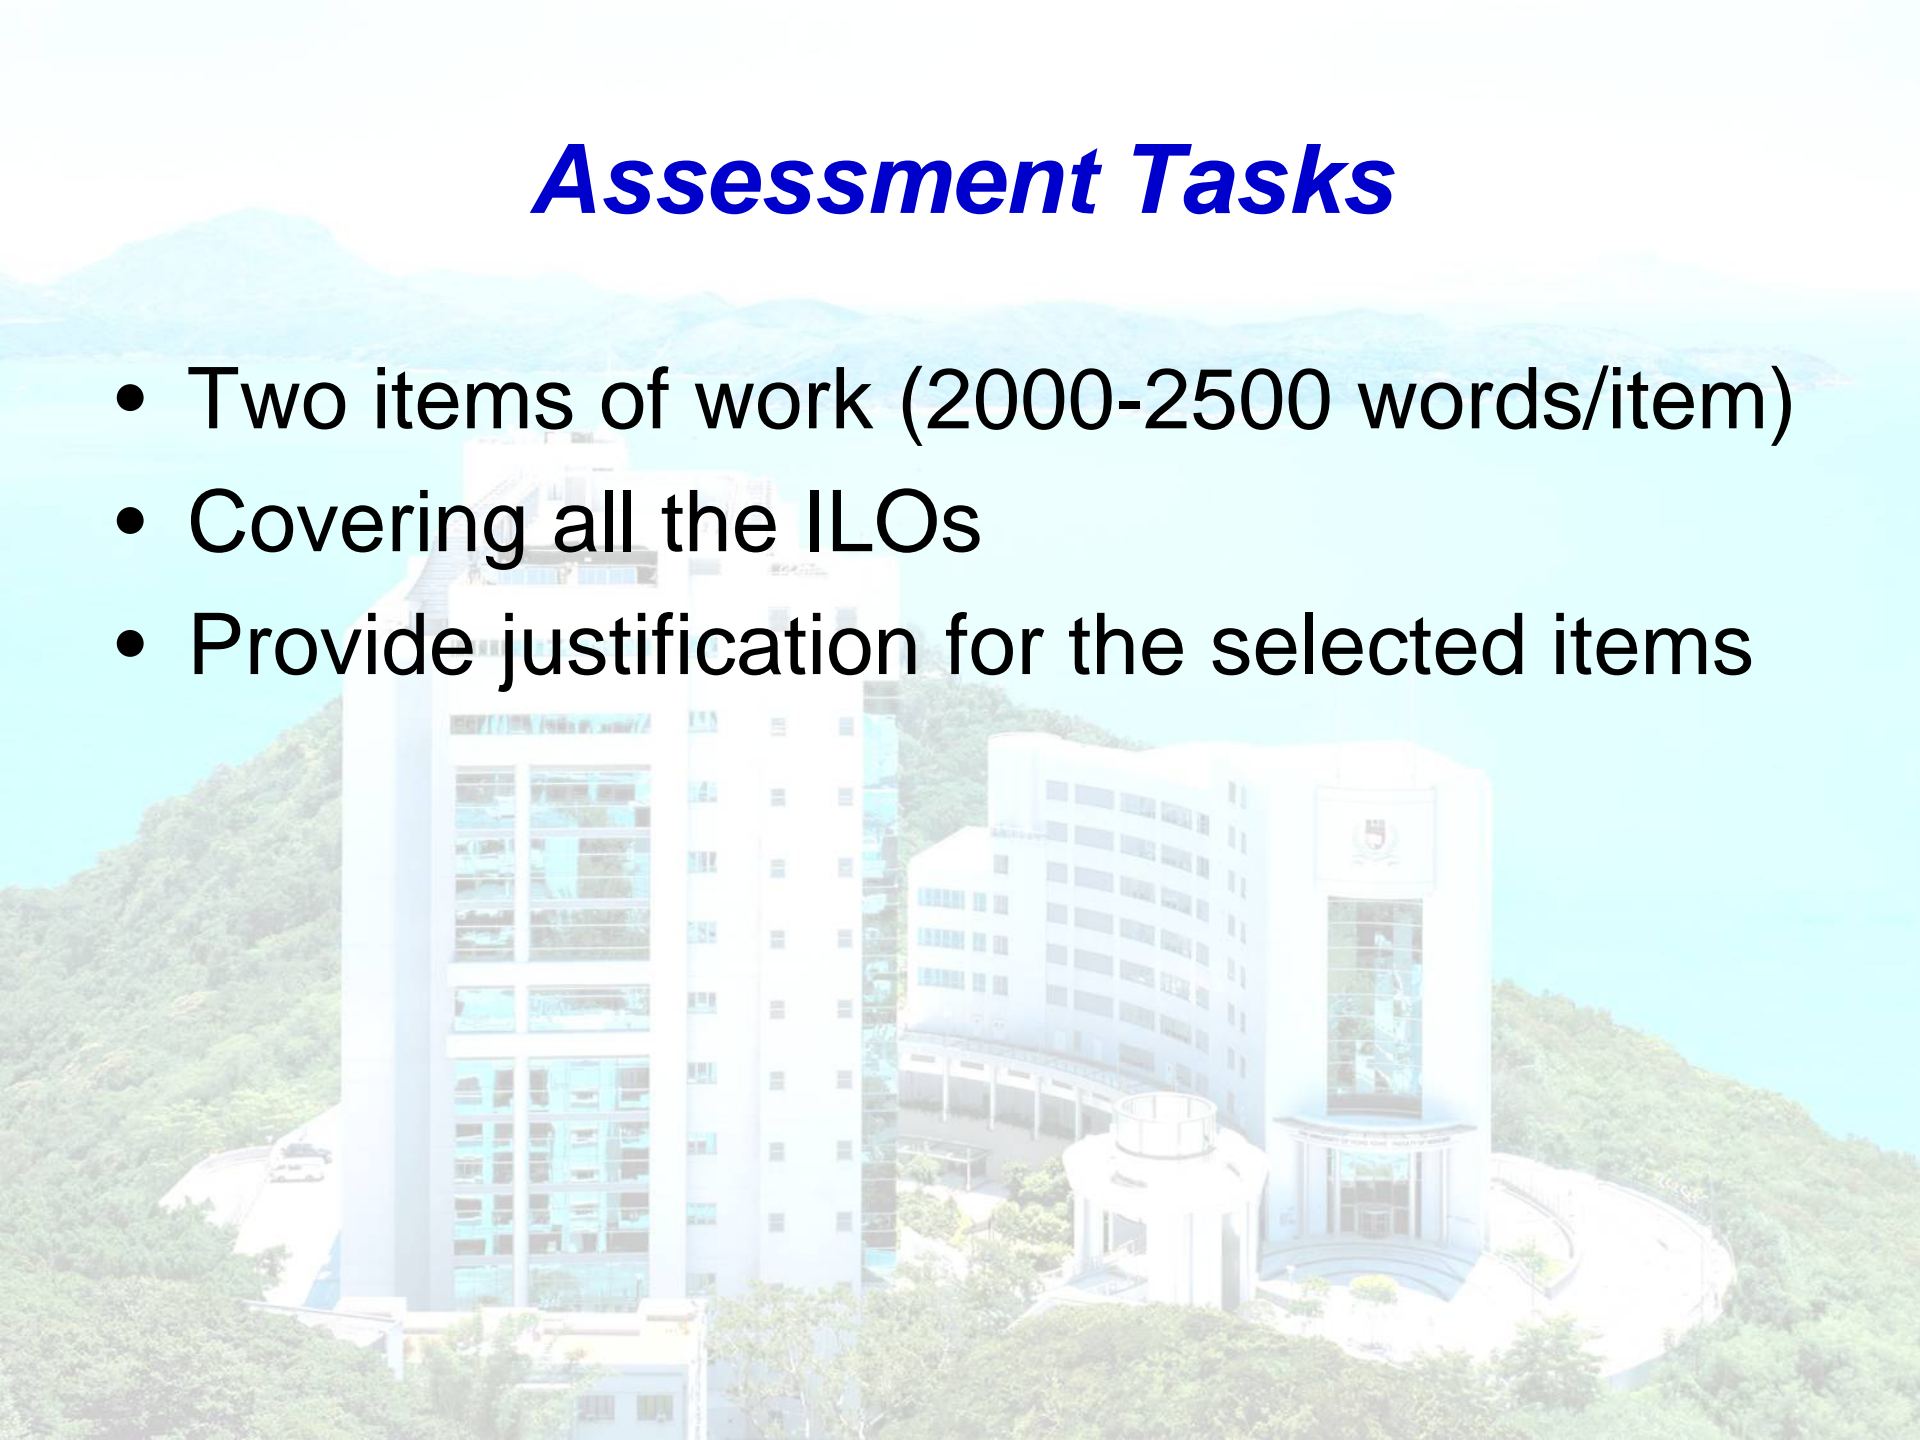 Assessment Tasks
• Two items of work (2000-2500 words/item)
• Covering all the ILOs
• Provide justification for the selected items